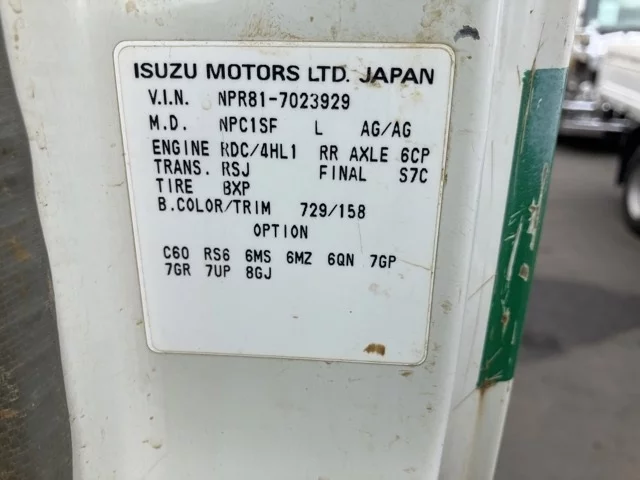 ISUZU MOTORS LTD. JAPAN
V.I.N. NPR81-7023929
M.D. NPC1SF L AG/AG
ENGINE RDC/4HL1 RR AXLE 6CP
TRANS. RSJ FINAL S7C
TIRE BXP
B.COLOR/TRIM 729/158
OPTION
C60 RS6 6MS 6MZ 6QN 7GP
7GR 7UP 8GJ